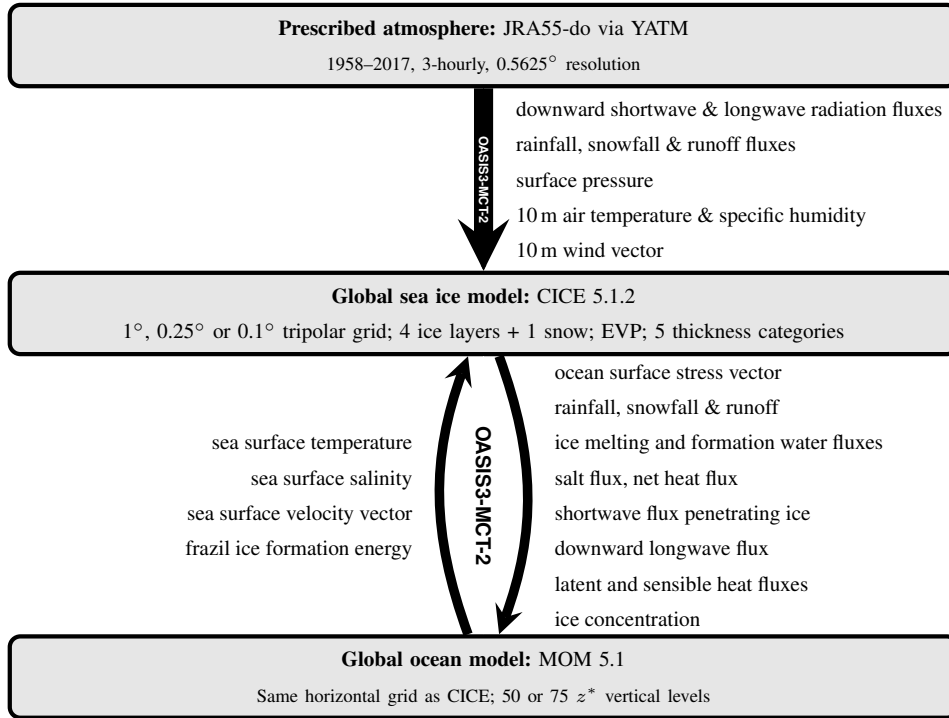 Prescribed atmosphere: JRA55-do via YATM
1958–2017, 3-hourly, 0.5625° resolution
OASIS3-MCT-2
downward shortwave & longwave radiation fluxes
rainfall, snowfall & runoff fluxes
surface pressure
10 m air temperature & specific humidity
10 m wind vector
Global sea ice model: CICE 5.1.2
1°, 0.25° or 0.1° tripolar grid; 4 ice layers + 1 snow; EVP; 5 thickness categories
sea surface temperature
sea surface salinity
sea surface velocity vector
frazil ice formation energy
OASIS3-MCT-2
ocean surface stress vector
rainfall, snowfall & runoff
ice melting and formation water fluxes
salt flux, net heat flux
shortwave flux penetrating ice
downward longwave flux
latent and sensible heat fluxes
ice concentration
Global ocean model: MOM 5.1
Same horizontal grid as CICE; 50 or 75 z* vertical levels